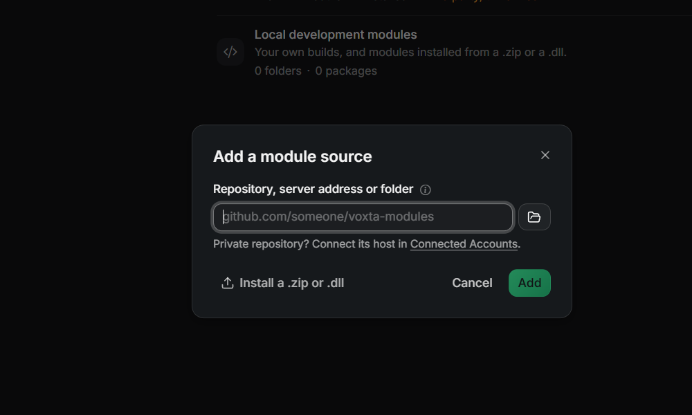 Local development modules
Your own builds, and modules installed from a .zip or a .dll.
0 folders · 0 packages
Add a module source
Repository, server address or folder
github.com/someone/voxta-modules
Private repository? Connect its host in Connected Accounts.
Install a .zip or .dll
Cancel
Add